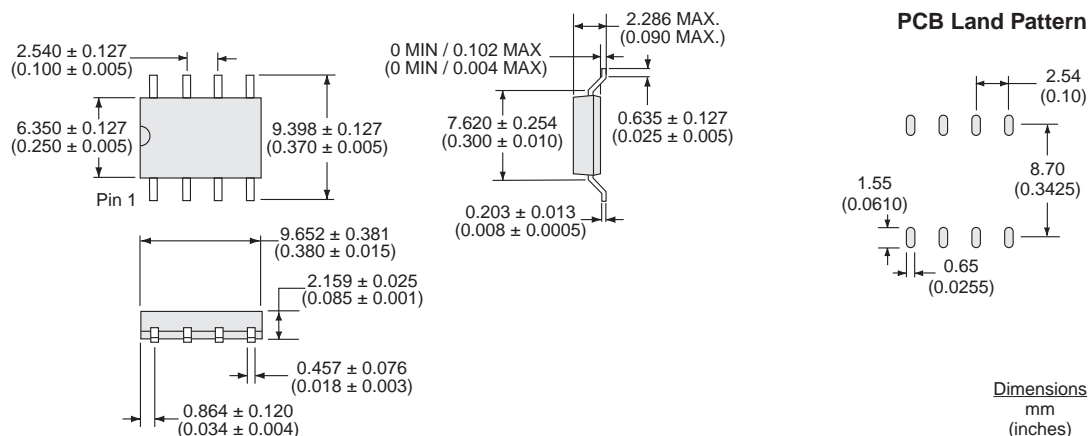 2.540 ± 0.127
(0.100 ± 0.005)
6.350 ± 0.127
(0.250 ± 0.005)
9.398 ± 0.127
(0.370 ± 0.005)
Pin 1
2.286 MAX.
(0.090 MAX.)
0 MIN / 0.102 MAX
(0 MIN / 0.004 MAX)
7.620 ± 0.254
(0.300 ± 0.010)
0.635 ± 0.127
(0.025 ± 0.005)
0.203 ± 0.013
(0.008 ± 0.0005)
9.652 ± 0.381
(0.380 ± 0.015)
2.159 ± 0.025
(0.085 ± 0.001)
0.457 ± 0.076
(0.018 ± 0.003)
0.864 ± 0.120
(0.034 ± 0.004)
PCB Land Pattern
2.54
(0.10)
8.70
(0.3425)
1.55
(0.0610)
0.65
(0.0255)
Dimensions
mm
(inches)